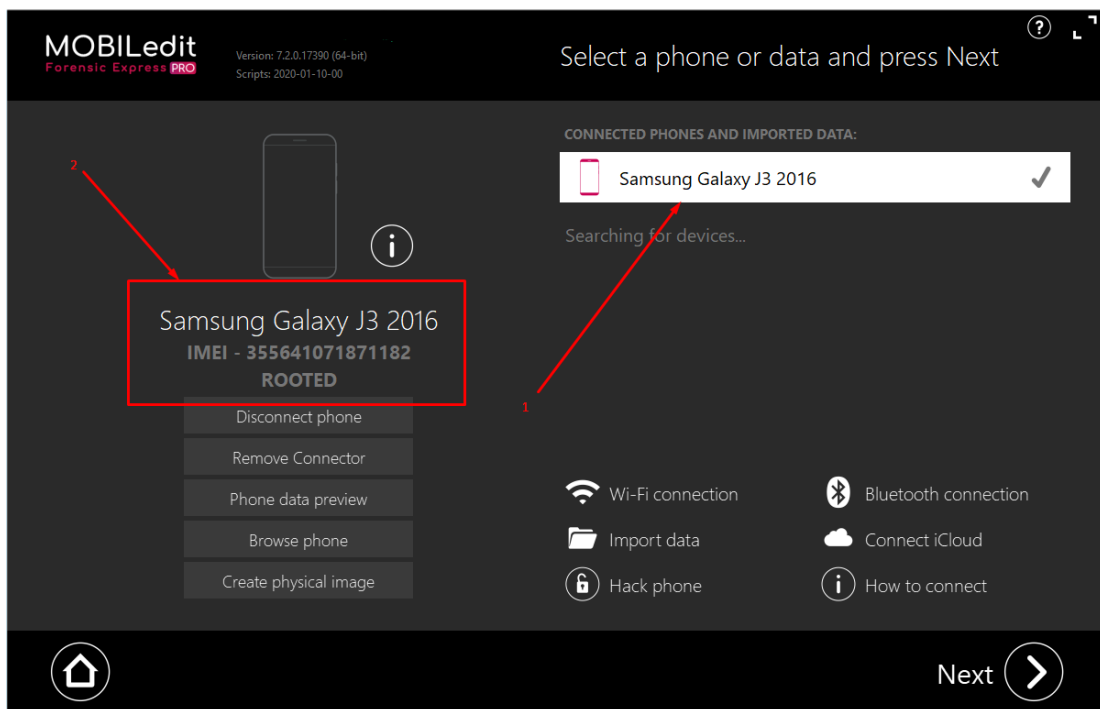 MOBILedit
Forensic Express PRO
Version: 7.2.0.17390 (64-bit)
Scripts: 2020-01-10-00
Select a phone or data and press Next
?
CONNECTED PHONES AND IMPORTED DATA:
Samsung Galaxy J3 2016
Searching for devices...
2
i
Samsung Galaxy J3 2016
IMEI - 355641071871182
ROOTED
1
Disconnect phone
Remove Connector
Phone data preview
Browse phone
Create physical image
Wi-Fi connection
Bluetooth connection
Import data
Connect iCloud
Hack phone
i
How to connect
Next